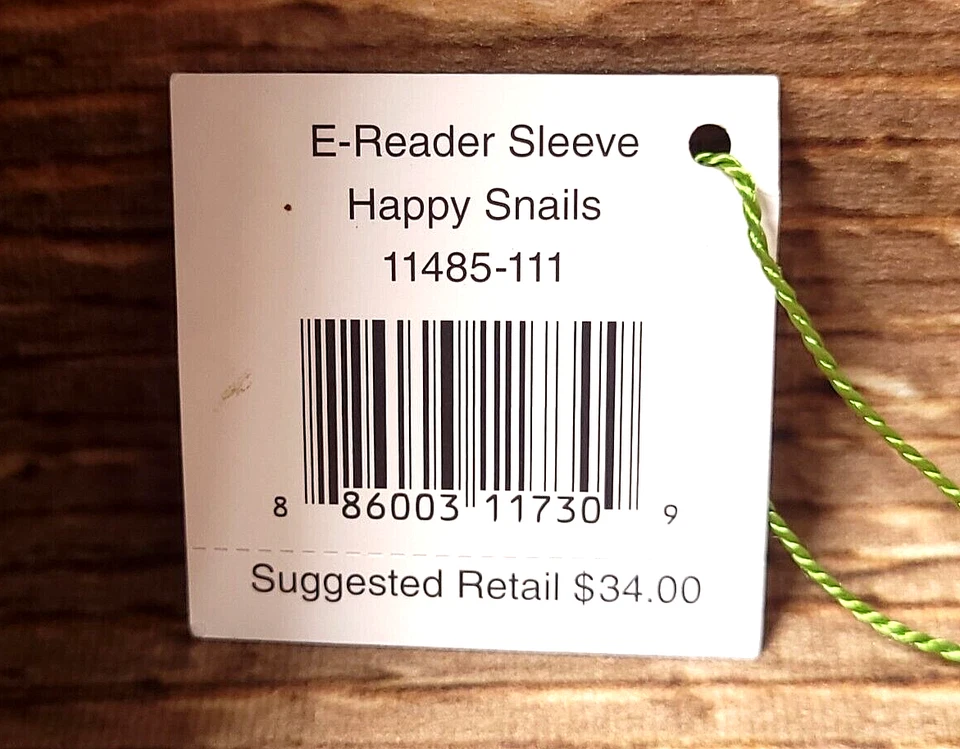 E-Reader Sleeve
Happy Snails
11485-111
8 86003 11730 9
Suggested Retail $34.00